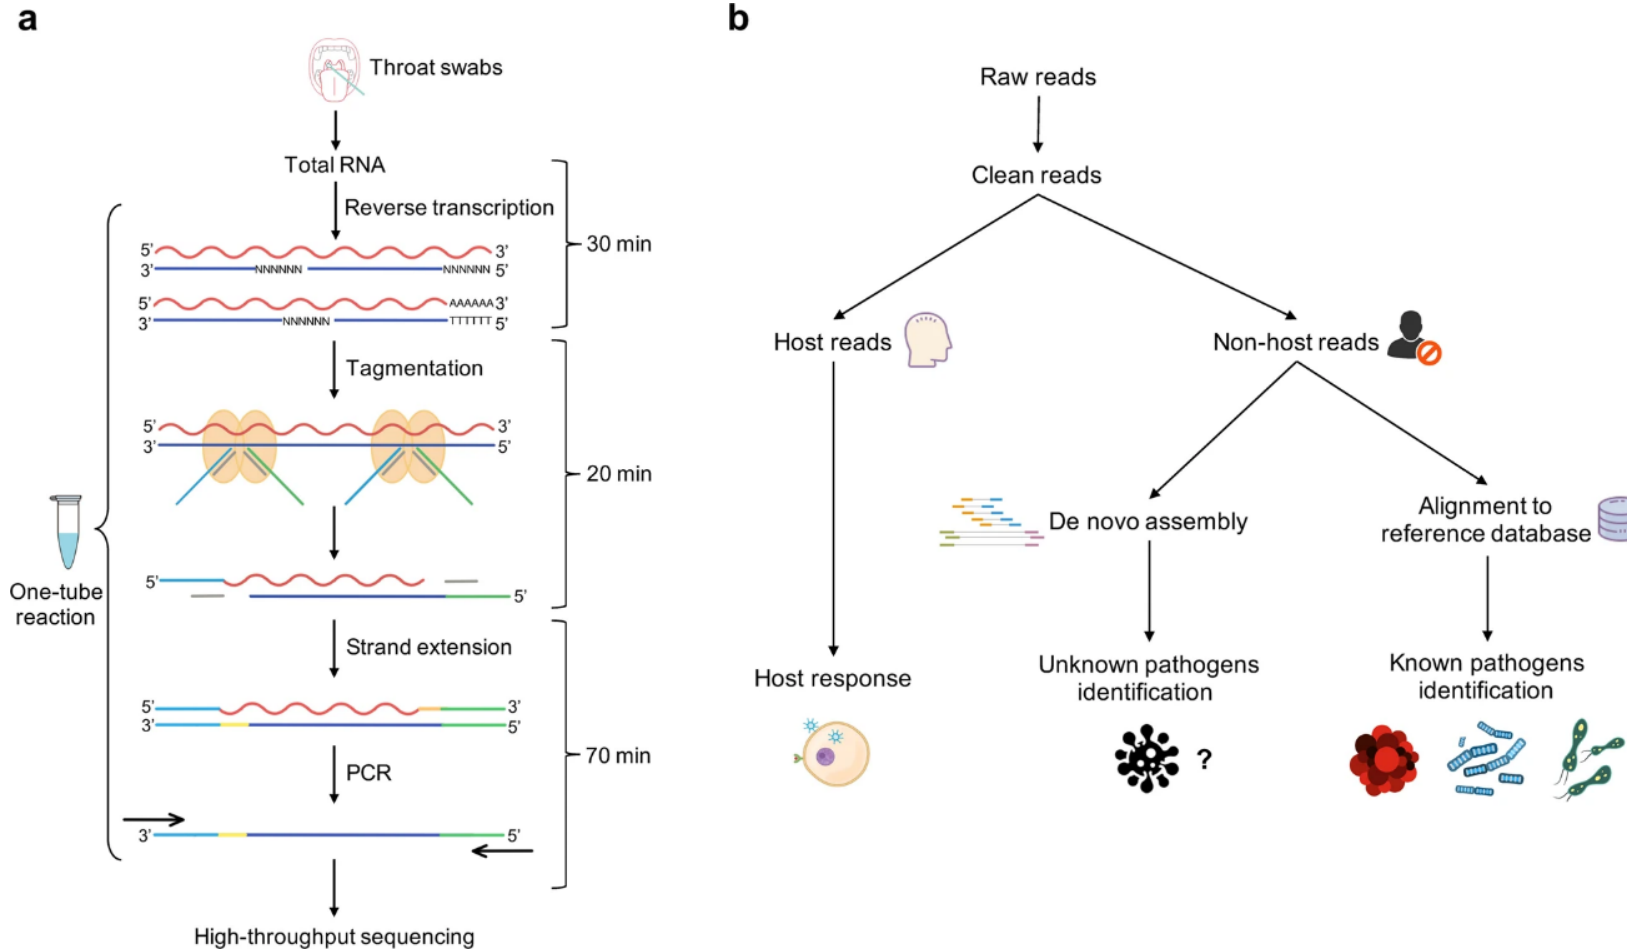 a
Throat swabs
Total RNA
Reverse transcription
5’ 3’
3’ NNNNNN NNNNNN 5’
5’ AAAAAA 3’
3’ NNNNNN TTTTTT 5’
30 min
Tagmentation
5’ 3’
3’ 5’
20 min
5’
5’
One-tube
reaction
Strand extension
5’ 3’
3’ 5’
70 min
PCR
3’ 5’
High-throughput sequencing
b
Raw reads
Clean reads
Host reads
Non-host reads
De novo assembly
Alignment to
reference database
Host response
Unknown pathogens
identification
?
Known pathogens
identification